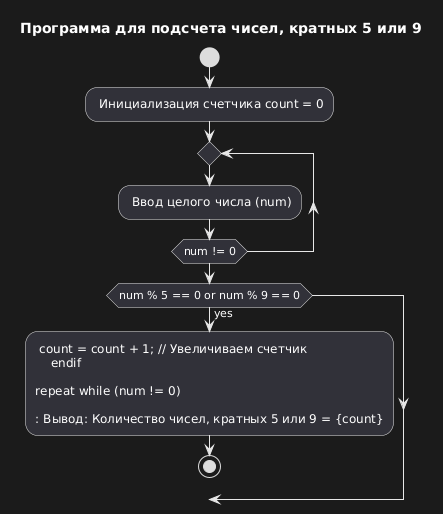 Программа для подсчета чисел, кратных 5 или 9
Инициализация счетчика count = 0
Ввод целого числа (num)
num != 0
num % 5 == 0 or num % 9 == 0
yes
count = count + 1; // Увеличиваем счетчик
endif
repeat while (num != 0)
: Вывод: Количество чисел, кратных 5 или 9 = {count}